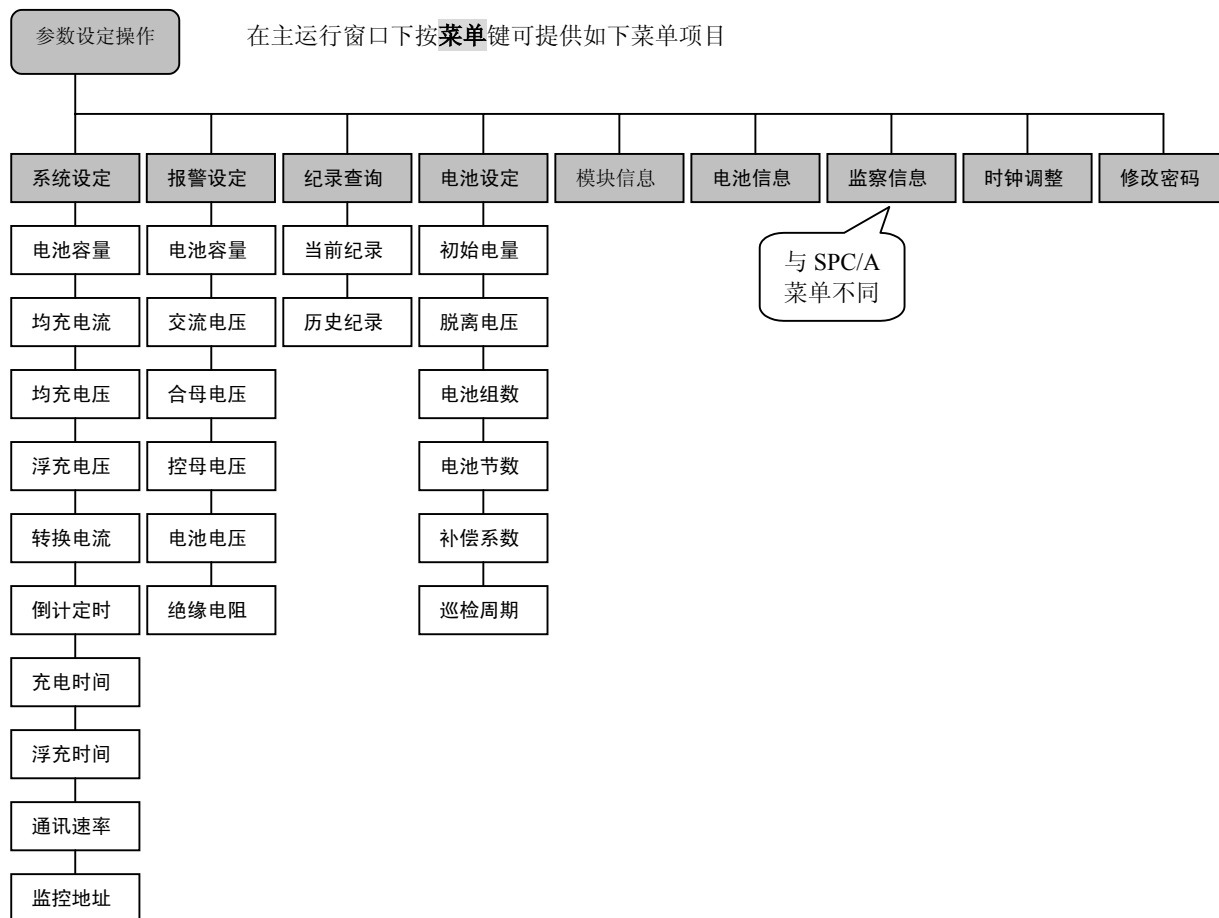 参数设定操作
在主运行窗口下按菜单键可提供如下菜单项目
系统设定
报警设定
纪录查询
电池设定
模块信息
电池信息
监察信息
时钟调整
修改密码
电池容量
电池容量
当前纪录
初始电量
与 SPC/A
菜单不同
均充电流
交流电压
历史纪录
脱离电压
均充电压
合母电压
电池组数
浮充电压
控母电压
电池节数
转换电流
电池电压
补偿系数
倒计定时
绝缘电阻
巡检周期
充电时间
浮充时间
通讯速率
监控地址